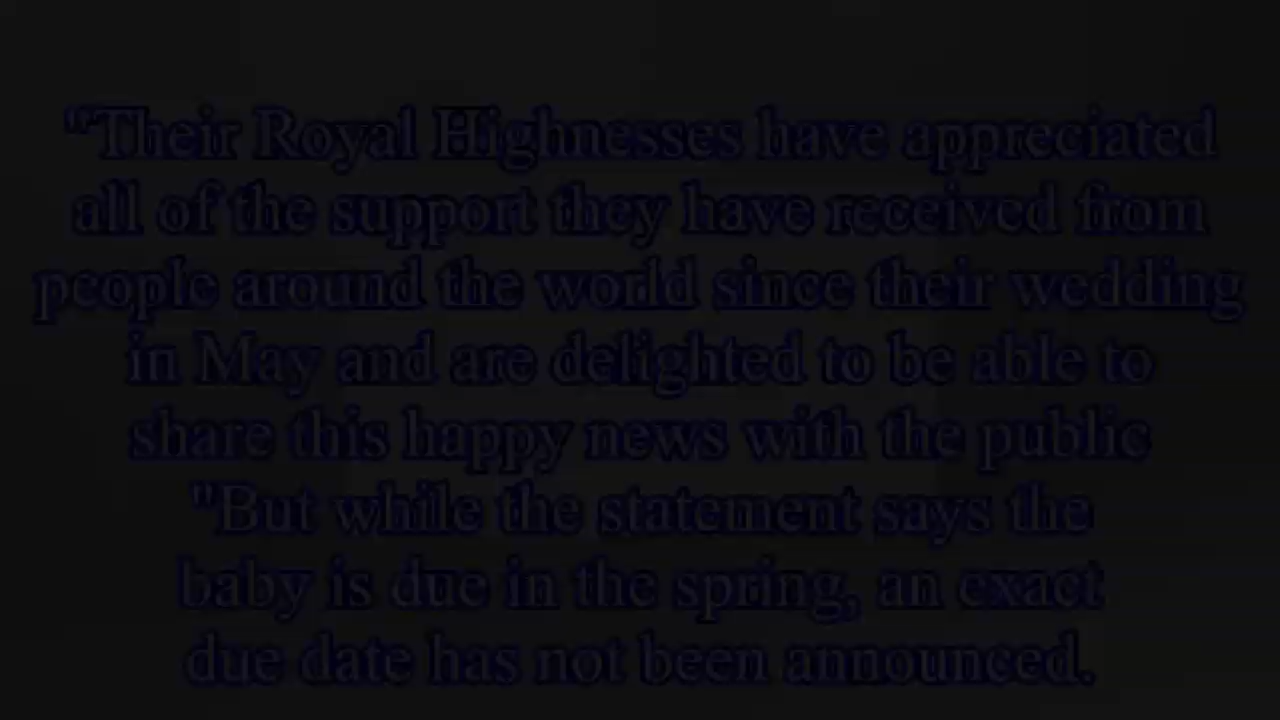 "Their Royal Highnesses have appreciated
all of the support they have received from
people around the world since their wedding
in May and are delighted to be able to
share this happy news with the public
"But while the statement says the
baby is due in the spring, an exact
due date has not been announced.